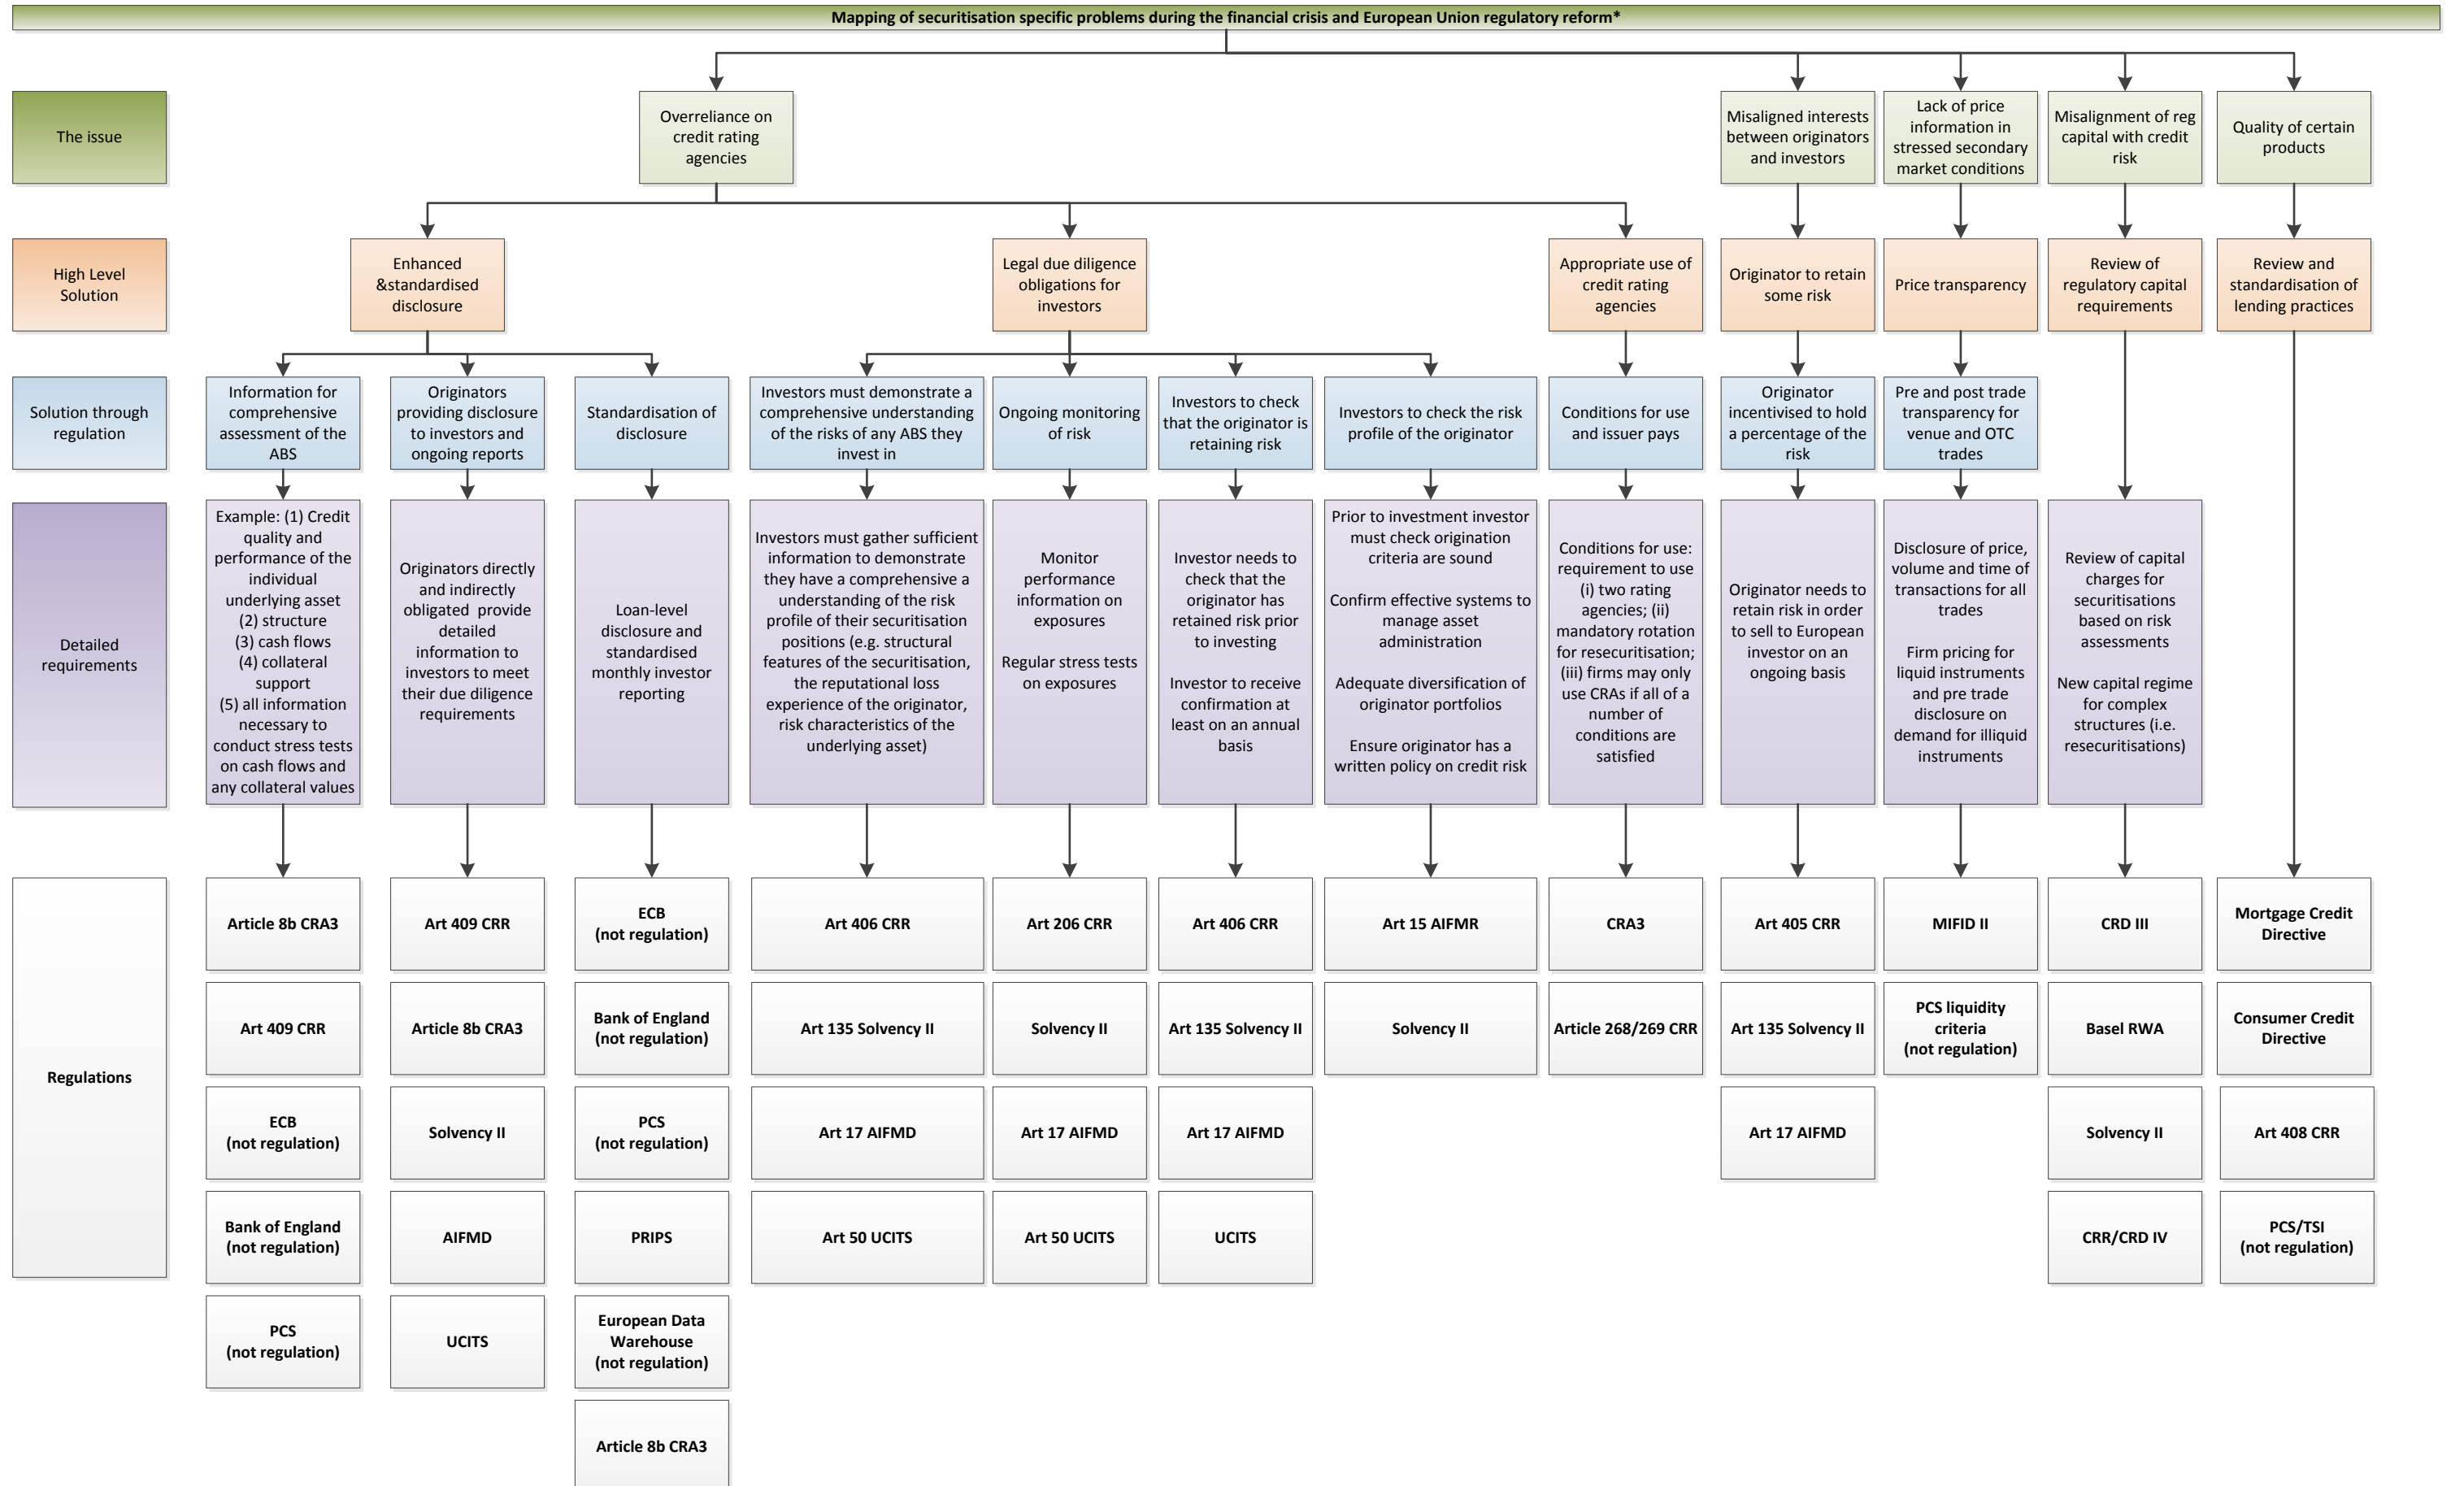 Mapping of securitisation specific problems during the financial crisis and European Union regulatory reform*
The issue
Overreliance on
credit rating
agencies
Misaligned interests
between originators
and investors
Lack of price
information in
stressed secondary
market conditions
Misalignment of reg
capital with credit
risk
Quality of certain
products
High Level
Solution
Enhanced
&standardised
disclosure
Legal due diligence
obligations for
investors
Appropriate use of
credit rating
agencies
Originator to retain
some risk
Price transparency
Review of
regulatory capital
requirements
Review and
standardisation of
lending practices
Solution through
regulation
Information for
comprehensive
assessment of the
ABS
Originators
providing disclosure
to investors and
ongoing reports
Standardisation of
disclosure
Investors must demonstrate a
comprehensive understanding
of the risks of any ABS they
invest in
Ongoing monitoring
of risk
Investors to check
that the originator is
retaining risk
Investors to check the risk
profile of the originator
Conditions for use
and issuer pays
Originator
incentivised to hold
a percentage of the
risk
Pre and post trade
transparency for
venue and OTC
trades
Detailed
requirements
Example: (1) Credit
quality and
performance of the
individual
underlying asset
(2) structure
(3) cash flows
(4) collateral
support
(5) all information
necessary to
conduct stress tests
on cash flows and
any collateral values
Originators directly
and indirectly
obligated provide
detailed
information to
investors to meet
their due diligence
requirements
Loan-level
disclosure and
standardised
monthly investor
reporting
Investors must gather sufficient
information to demonstrate
they have a comprehensive a
understanding of the risk
profile of their securitisation
positions (e.g. structural
features of the securitisation,
the reputational loss
experience of the originator,
risk characteristics of the
underlying asset)
Monitor
performance
information on
exposures
Regular stress tests
on exposures
Investor needs to
check that the
originator has
retained risk prior
to investing
Investor to receive
confirmation at
least on an annual
basis
Prior to investment investor
must check origination
criteria are sound
Confirm effective systems to
manage asset
administration
Adequate diversification of
originator portfolios
Ensure originator has a
written policy on credit risk
Conditions for use:
requirement to use
(i) two rating
agencies; (ii)
mandatory rotation
for resecuritisation;
(iii) firms may only
use CRAs if all of a
number of
conditions are
satisfied
Originator needs to
retain risk in order
to sell to European
investor on an
ongoing basis
Disclosure of price,
volume and time of
transactions for all
trades
Firm pricing for
liquid instruments
and pre trade
disclosure on
demand for illiquid
instruments
Review of capital
charges for
securitisations
based on risk
assessments
New capital regime
for complex
structures (i.e.
resecuritisations)
Regulations
Article 8b CRA3
Art 409 CRR
ECB
(not regulation)
Art 406 CRR
Art 206 CRR
Art 406 CRR
Art 15 AIFMR
CRA3
Art 405 CRR
MIFID II
CRD III
Mortgage Credit
Directive
Art 409 CRR
Article 8b CRA3
Bank of England
(not regulation)
Art 135 Solvency II
Solvency II
Art 135 Solvency II
Solvency II
Article 268/269 CRR
Art 135 Solvency II
PCS liquidity
criteria
(not regulation)
Basel RWA
Consumer Credit
Directive
ECB
(not regulation)
Solvency II
PCS
(not regulation)
Art 17 AIFMD
Art 17 AIFMD
Art 17 AIFMD
Art 17 AIFMD
Solvency II
Art 408 CRR
Bank of England
(not regulation)
AIFMD
PRIPS
Art 50 UCITS
Art 50 UCITS
UCITS
CRR/CRD IV
PCS/TSI
(not regulation)
PCS
(not regulation)
UCITS
European Data
Warehouse
(not regulation)
Article 8b CRA3